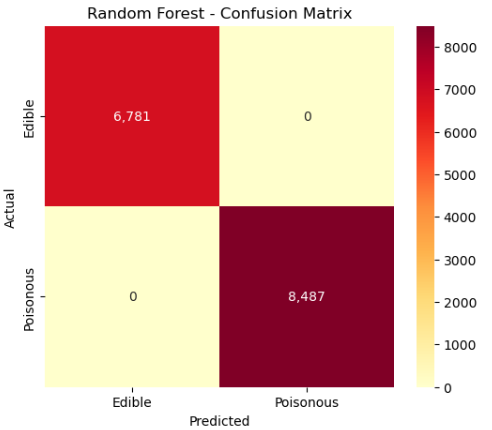 Random Forest - Confusion Matrix
Actual
Edible
Poisonous
6,781
0
0
8,487
Edible
Poisonous
Predicted
8000
7000
6000
5000
4000
3000
2000
1000
0